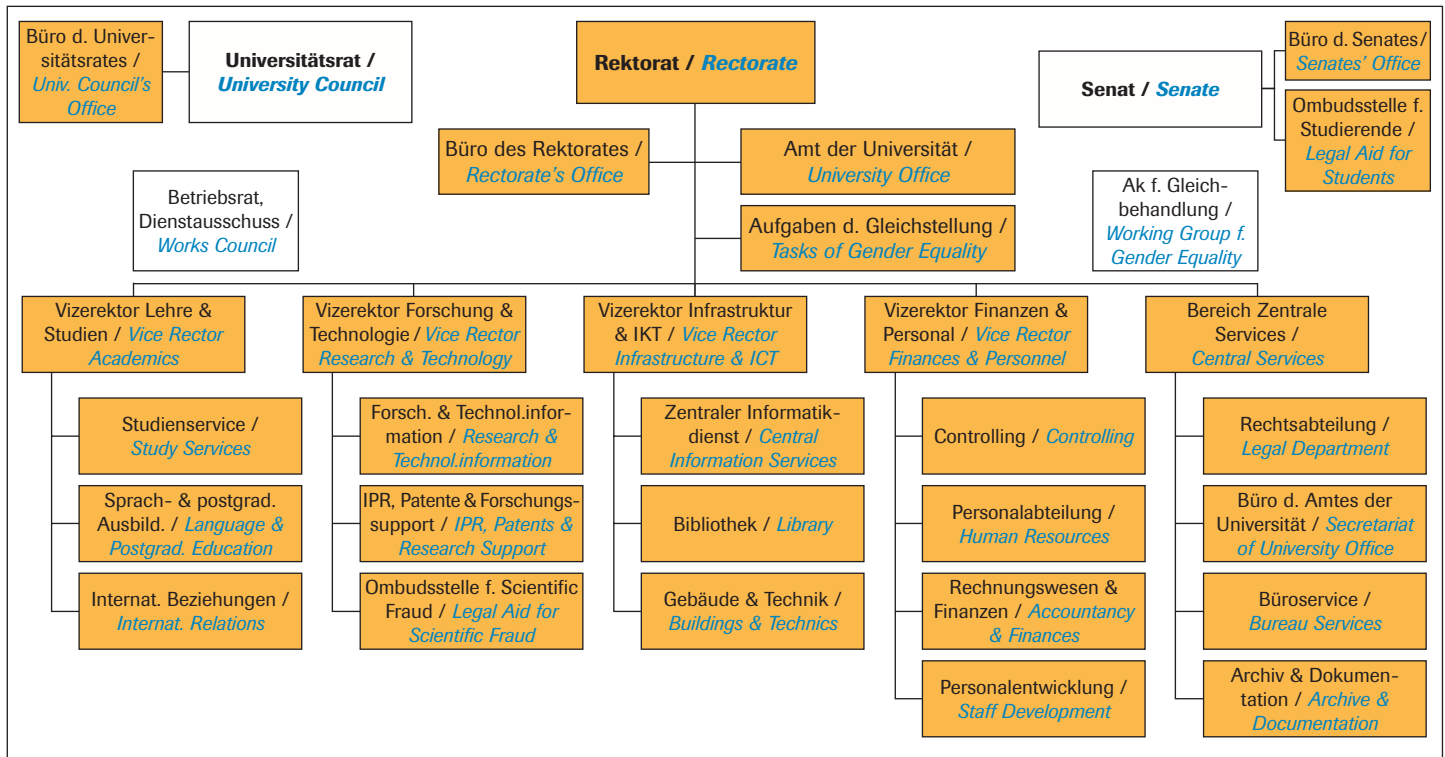 Büro d. Univer-
sitätsrates /
Univ. Council's
Office
Universitätsrat /
University Council
Rektorat / Rectorate
Senat / Senate
Büro d. Senates/
Senates' Office
Ombudsstelle f.
Studierende /
Legal Aid for
Students
Büro des Rektorates /
Rectorate's Office
Amt der Universität /
University Office
Betriebsrat,
Dienstausschuss /
Works Council
Aufgaben d. Gleichstellung /
Tasks of Gender Equality
Ak f. Gleich-
behandlung /
Working Group f.
Gender Equality
Vizerektor Lehre &
Studien / Vice Rector
Academics
Vizerektor Forschung &
Technologie / Vice Rector
Research & Technology
Vizerektor Infrastruktur
& IKT / Vice Rector
Infrastructure & ICT
Vizerektor Finanzen &
Personal / Vice Rector
Finances & Personnel
Bereich Zentrale
Services /
Central Services
Studienservice /
Study Services
Forsch. & Technol.infor-
mation / Research &
Technol.information
Zentraler Informatik-
dienst / Central
Information Services
Controlling / Controlling
Rechtsabteilung /
Legal Department
Sprach- & postgrad.
Ausbild. / Language &
Postgrad. Education
IPR, Patente & Forschungs-
support / IPR, Patents &
Research Support
Bibliothek / Library
Personalabteilung /
Human Resources
Büro d. Amtes der
Universität / Secretariat
of University Office
Internat. Beziehungen /
Internat. Relations
Ombudsstelle f. Scientific
Fraud / Legal Aid for
Scientific Fraud
Gebäude & Technik /
Buildings & Technics
Rechnungswesen &
Finanzen / Accountancy
& Finances
Büroservice /
Bureau Services
Personalentwicklung /
Staff Development
Archiv & Dokumen-
tation / Archive &
Documentation